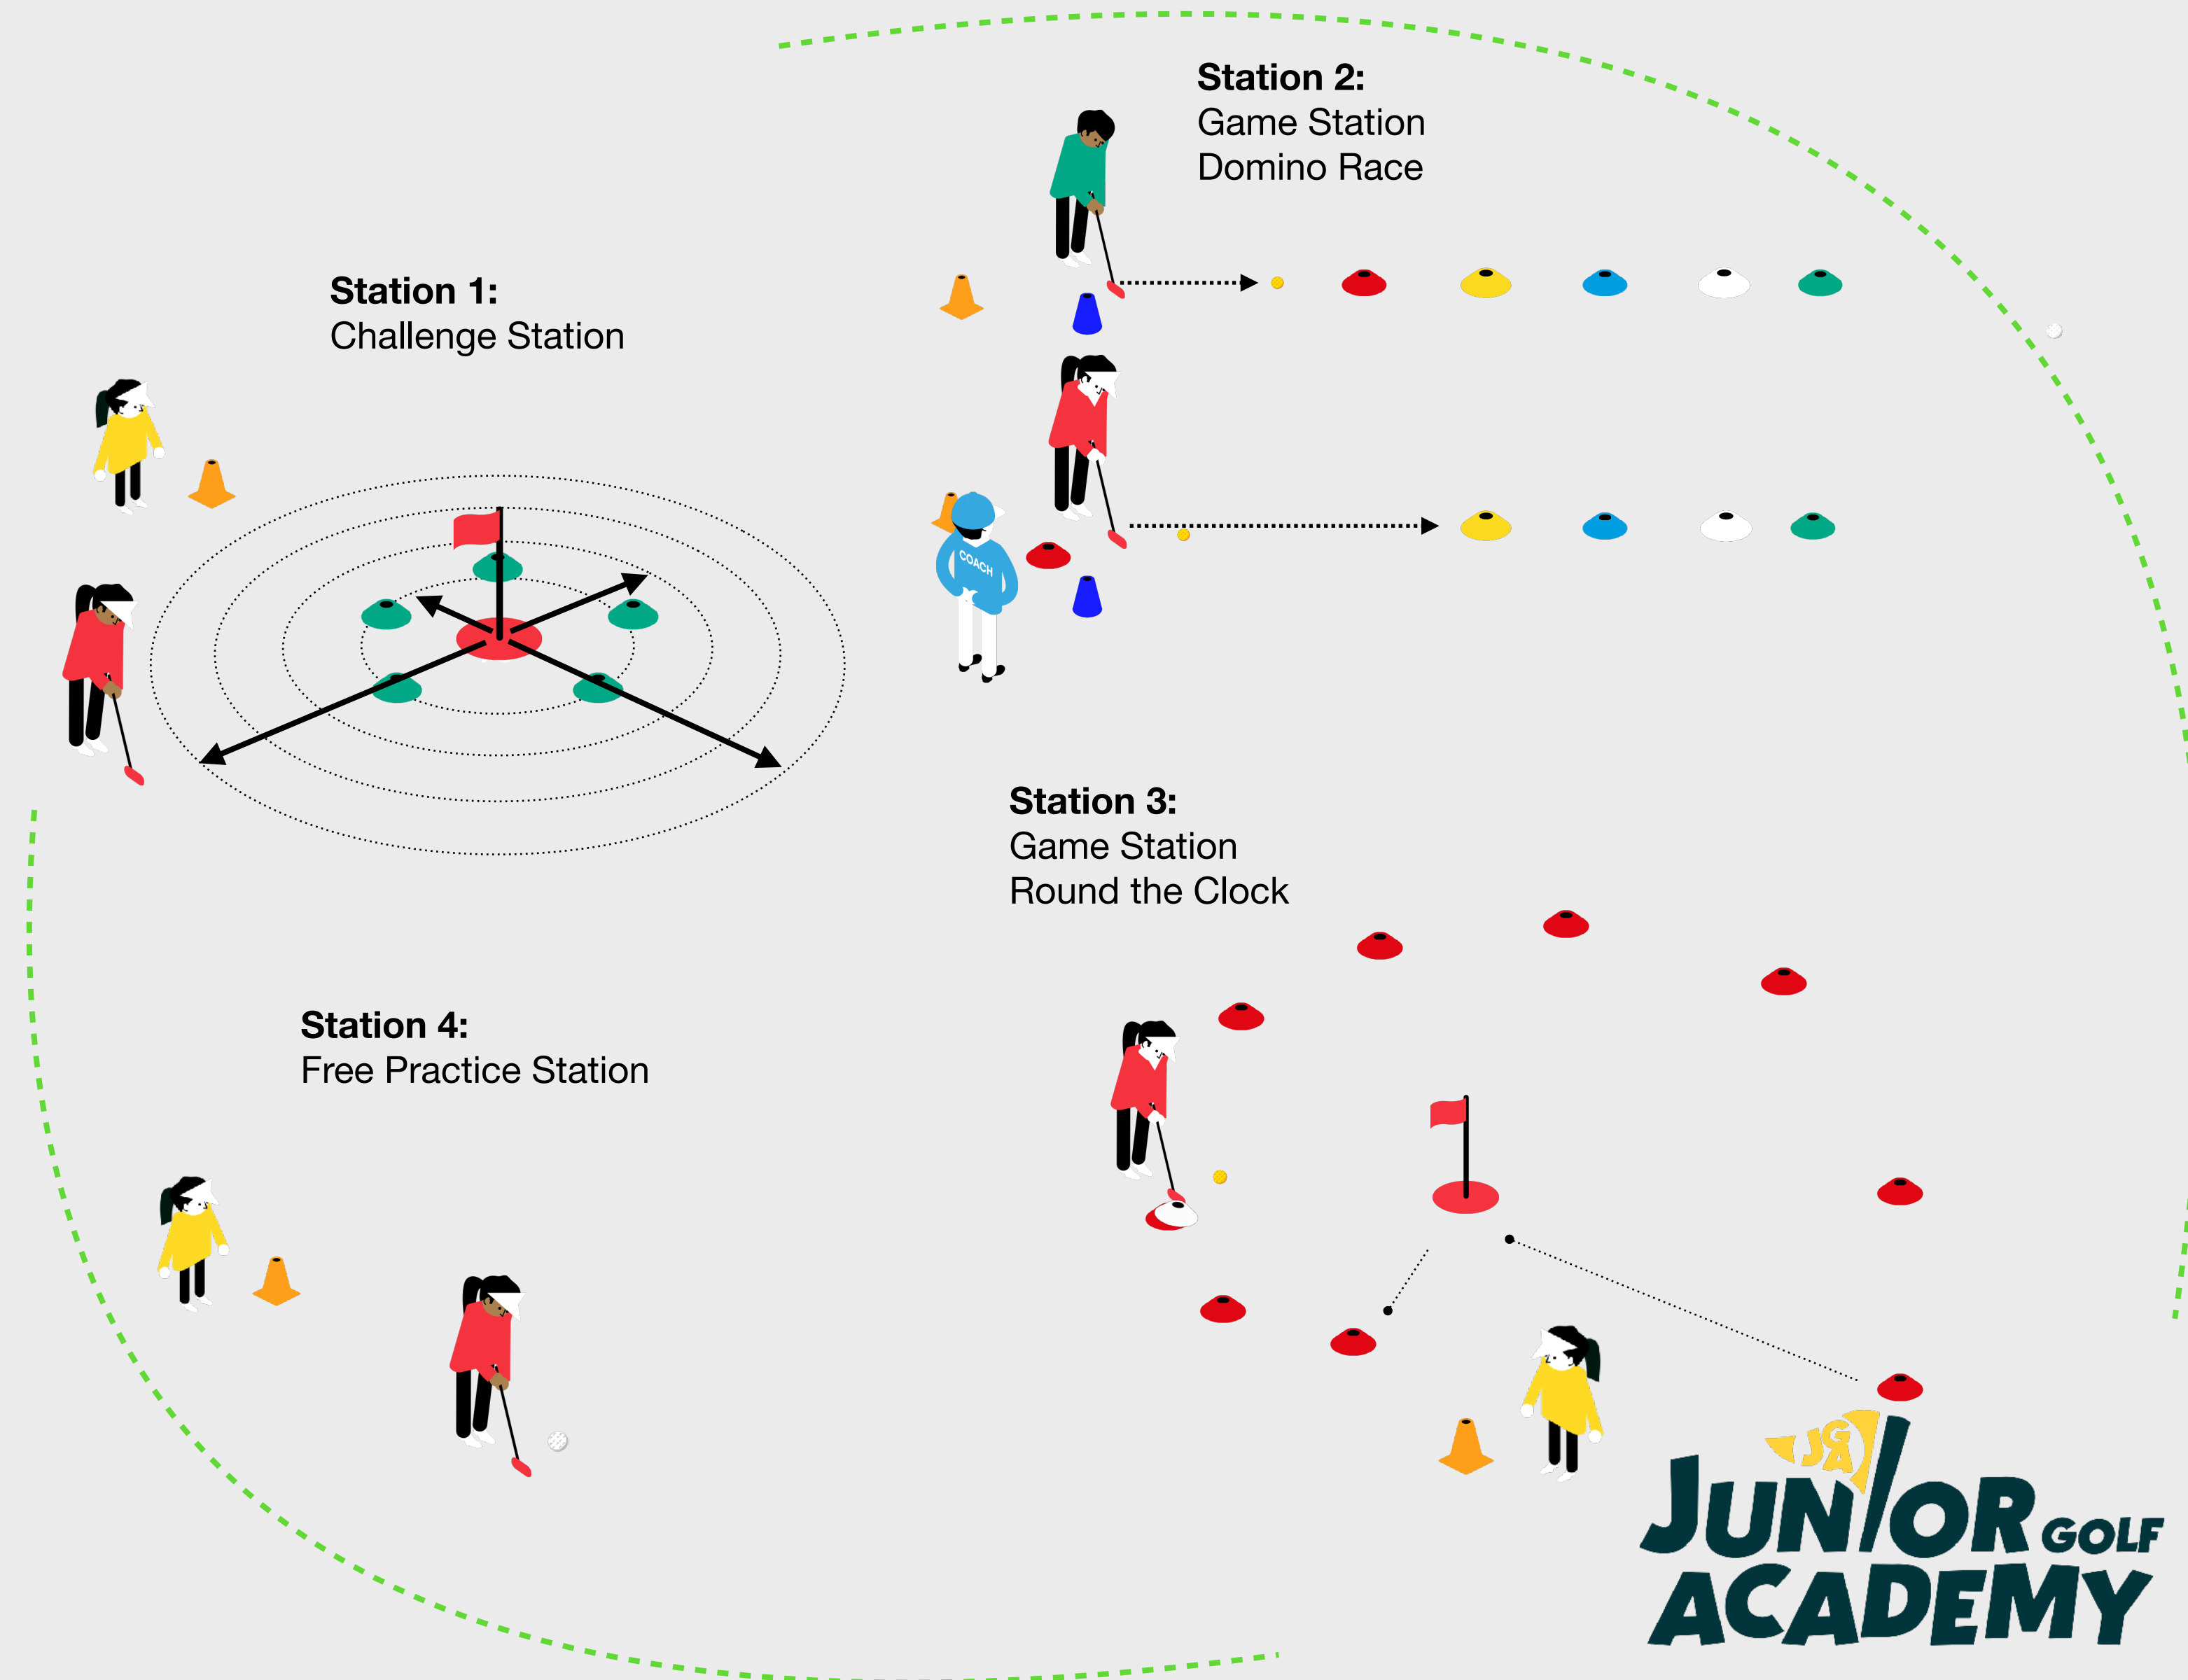 Station 1:
Challenge Station
Station 2:
Game Station
Domino Race
COACH
Station 3:
Game Station
Round the Clock
Station 4:
Free Practice Station
JGA
JUNIOR GOLF
ACADEMY